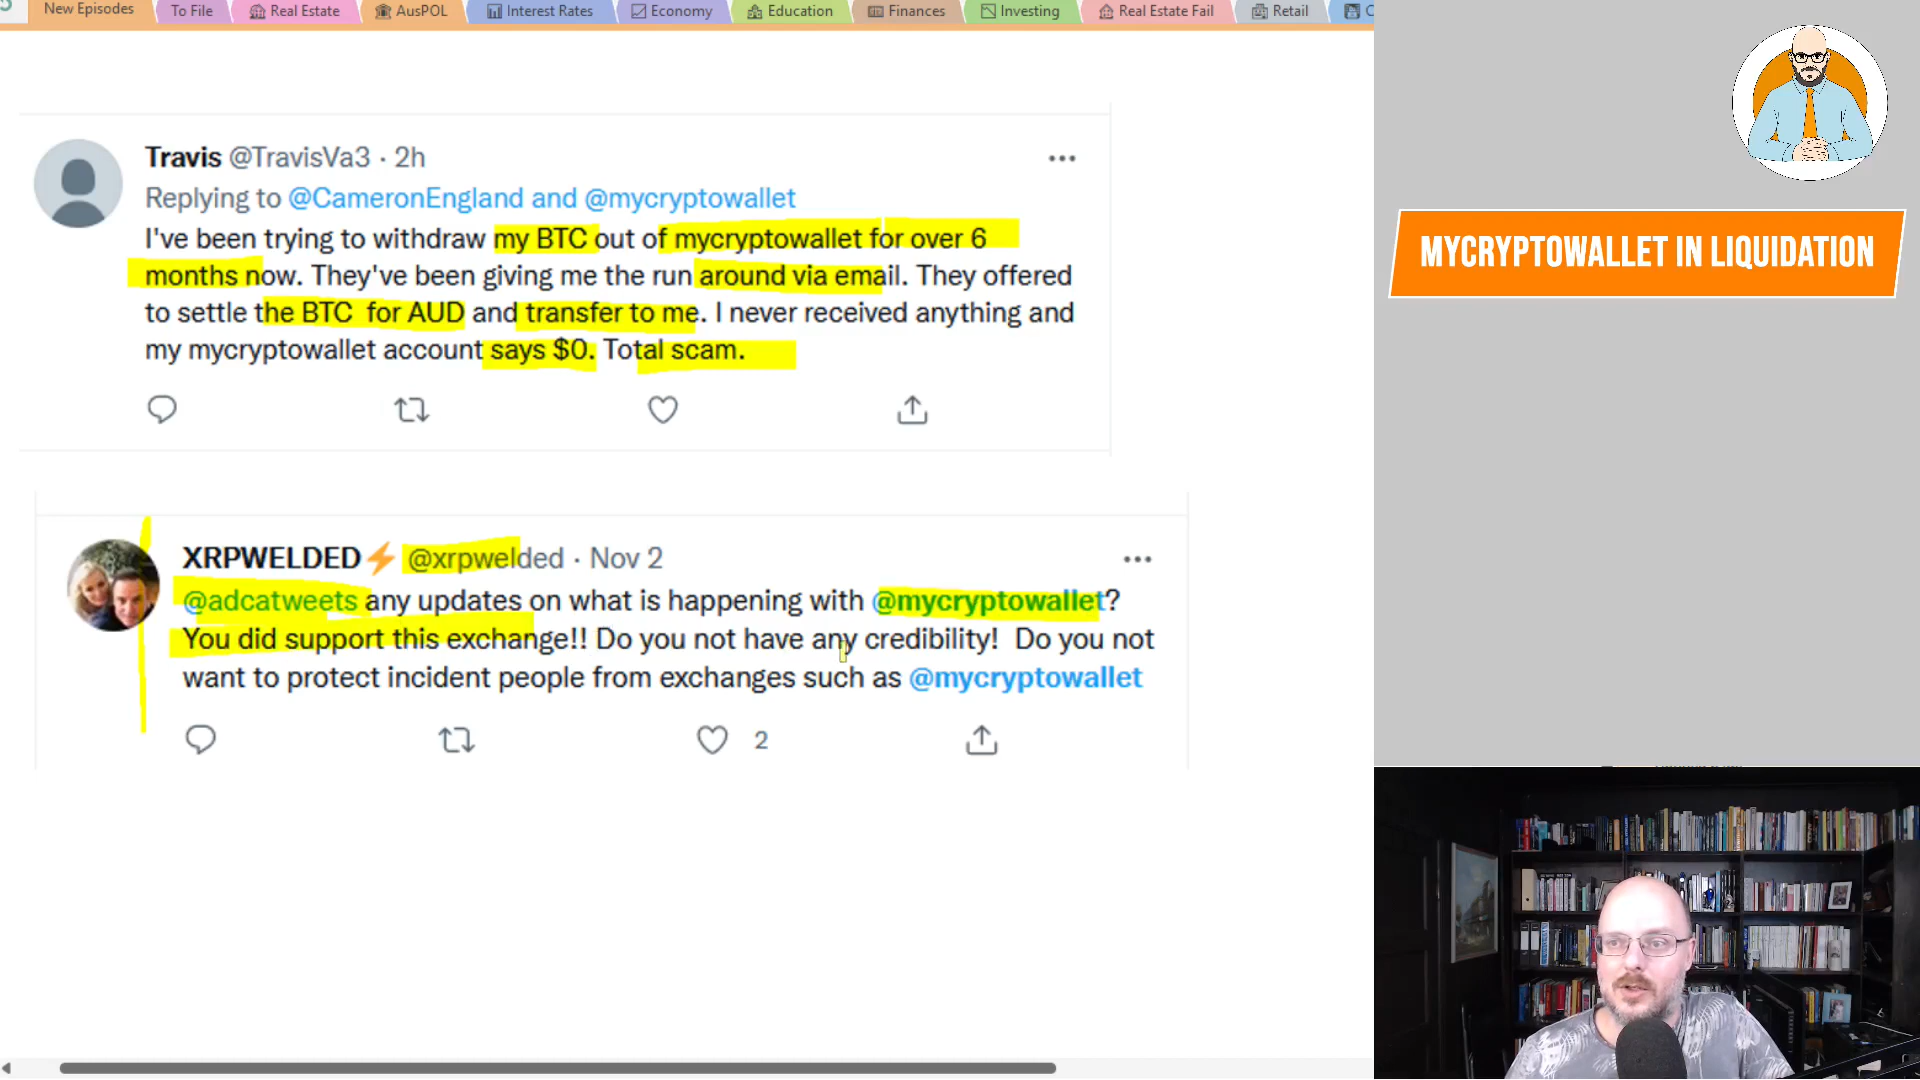 New Episodes
To File
Real Estate
AusPOL
Interest Rates
Economy
Education
Finances
Investing
Real Estate Fail
Retail
C
MYCRYPTOWALLET IN LIQUIDATION
Travis @TravisVa3 · 2h
Replying to @CameronEngland and @mycryptowallet
I've been trying to withdraw my BTC out of mycryptowallet for over 6
months now. They've been giving me the run around via email. They offered
to settle the BTC for AUD and transfer to me. I never received anything and
my mycryptowallet account says $0. Total scam.
XRPWELDED⚡ @xrpwelded · Nov 2
@adcatweets any updates on what is happening with @mycryptowallet?
You did support this exchange!! Do you not have any credibility! Do you not
want to protect incident people from exchanges such as @mycryptowallet
2